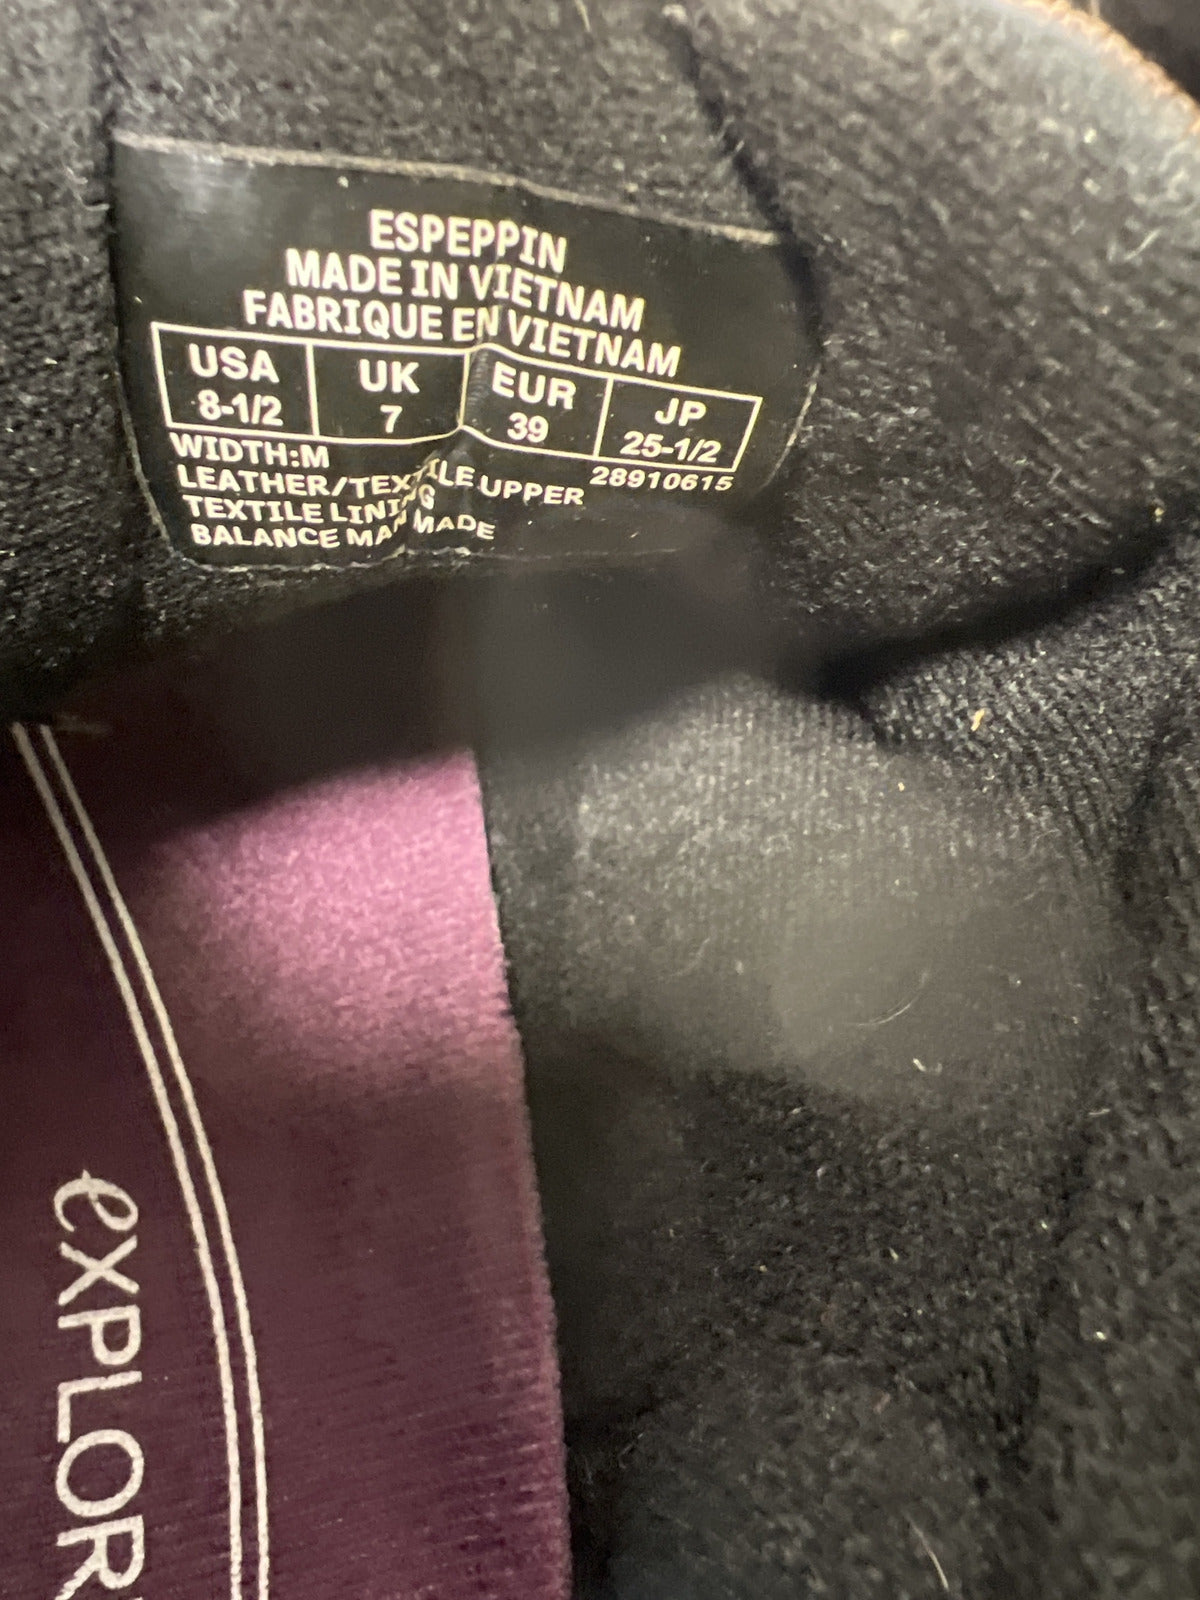 ESPEPPIN
MADE IN VIETNAM
FABRIQUE EN VIETNAM
USA UK EUR JP
8-1/2 7 39 25-1/2
WIDTH:M 28910615
LEATHER/TEXTILE UPPER
TEXTILE LINING
BALANCE MAN MADE
eXPLOR